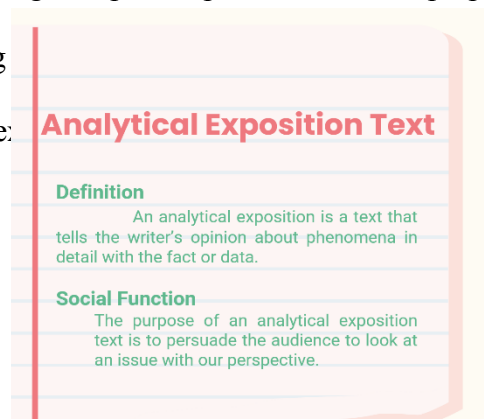 Analytical Exposition Text
Definition
An analytical exposition is a text that
tells the writer's opinion about phenomena in
detail with the fact or data.
Social Function
The purpose of an analytical exposition
text is to persuade the audience to look at
an issue with our perspective.